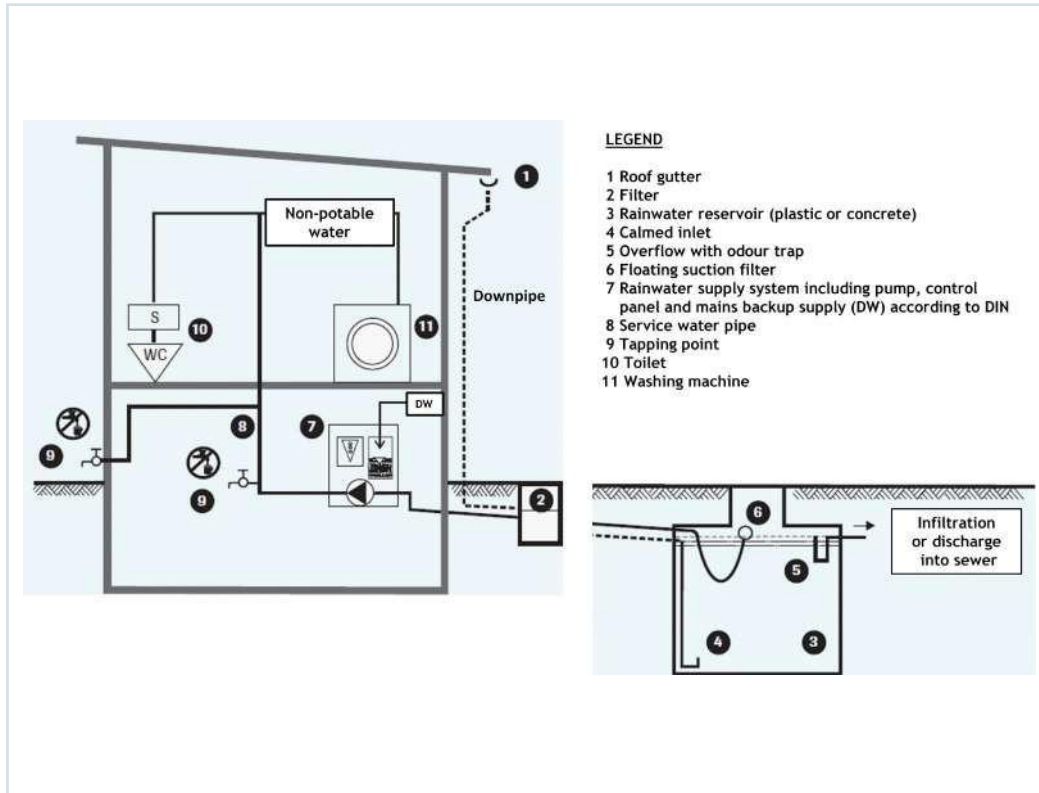 1
Non-potable
water
Downpipe
S
10
WC
11
DW
8
7
9
9
2
LEGEND
1 Roof gutter
2 Filter
3 Rainwater reservoir (plastic or concrete)
4 Calmed inlet
5 Overflow with odour trap
6 Floating suction filter
7 Rainwater supply system including pump, control
panel and mains backup supply (DW) according to DIN
8 Service water pipe
9 Tapping point
10 Toilet
11 Washing machine
6
Infiltration
or discharge
into sewer
5
4
3